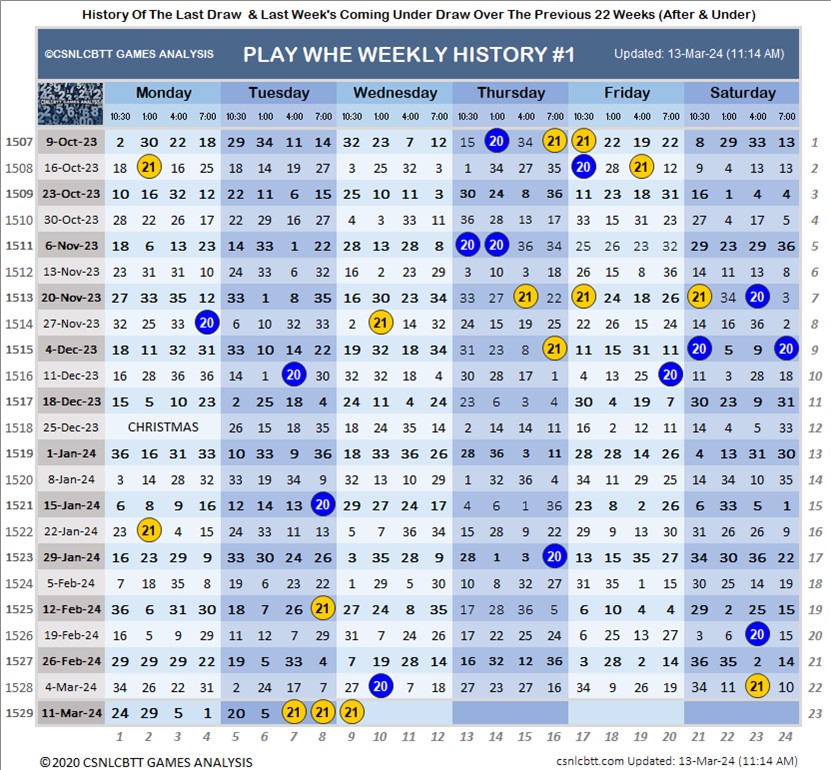 History Of The Last Draw & Last Week's Coming Under Draw Over The Previous 22 Weeks (After & Under)
©CSNLCBTT GAMES ANALYSIS PLAY WHE WEEKLY HISTORY #1 Updated: 13-Mar-24 (11:14 AM)
CSNLCBTT GAMES ANALYSIS Monday Tuesday Wednesday Thursday Friday Saturday
10:30 1:00 4:00 7:00 10:30 1:00 4:00 7:00 10:30 1:00 4:00 7:00 10:30 1:00 4:00 7:00 10:30 1:00 4:00 7:00 10:30 1:00 4:00 7:00
1507 9-Oct-23 2 30 22 18 29 34 11 14 32 23 7 12 15 20 34 21 21 22 19 22 8 29 33 13 1
1508 16-Oct-23 18 21 16 25 18 14 15 27 3 25 32 3 1 34 27 35 20 28 21 12 9 4 13 13 2
1509 23-Oct-23 10 16 32 12 22 11 6 15 25 10 11 3 30 24 8 36 11 23 18 31 16 1 4 4 3
1510 30-Oct-23 28 22 26 17 22 29 16 27 4 3 33 11 36 28 13 17 33 15 31 23 27 4 17 5 4
1511 6-Nov-23 18 6 13 23 14 33 1 22 28 13 28 8 20 20 36 34 25 26 23 32 29 23 29 36 5
1512 13-Nov-23 23 31 31 10 24 33 6 32 16 2 23 29 3 10 3 18 26 15 8 36 14 11 13 8 6
1513 20-Nov-23 27 33 35 12 33 1 8 35 16 30 23 34 33 27 21 22 21 24 18 26 21 34 20 3 7
1514 27-Nov-23 32 25 33 20 6 10 32 33 2 21 14 32 24 15 19 25 22 26 15 24 14 16 36 2 8
1515 4-Dec-23 18 11 32 31 33 10 14 22 19 32 18 34 31 23 8 21 11 15 31 11 20 5 9 20 9
1516 11-Dec-23 16 28 36 36 14 1 20 30 32 32 18 4 30 28 17 1 4 13 25 20 11 28 18 10
1517 18-Dec-23 15 5 10 23 2 25 18 4 24 11 4 24 23 6 3 4 30 4 19 7 30 23 9 31 11
1518 25-Dec-23 CHRISTMAS 26 15 18 35 18 24 35 14 2 14 14 11 16 2 12 11 14 4 5 33 12
1519 1-Jan-24 36 16 31 33 10 33 9 36 18 33 36 26 28 36 3 11 28 28 14 28 4 13 31 30 13
1520 8-Jan-24 3 14 28 32 33 19 34 9 32 13 10 29 1 32 36 4 34 11 29 25 14 34 10 35 14
1521 15-Jan-24 6 8 9 16 12 14 13 20 29 27 24 17 4 6 1 36 23 8 2 26 6 33 1 15
1522 22-Jan-24 23 21 4 15 24 33 11 13 5 7 36 34 15 28 9 22 29 9 13 30 31 26 26 9 16
1523 29-Jan-24 16 23 29 9 33 30 24 26 3 35 28 9 28 1 3 20 13 15 35 27 34 30 36 22 17
1524 5-Feb-24 7 18 35 8 19 6 23 22 1 29 5 30 10 8 32 27 31 35 1 15 30 25 14 19 18
1525 12-Feb-24 36 6 31 30 18 7 26 21 27 24 8 35 17 28 36 5 6 10 4 4 29 2 25 15 19
1526 19-Feb-24 16 5 9 29 11 12 7 29 31 7 24 26 17 22 25 24 6 25 13 27 3 6 20 15 20
1527 26-Feb-24 29 29 29 22 19 5 33 4 7 19 28 14 16 32 12 36 3 28 2 14 36 35 2 14 21
1528 4-Mar-24 34 26 22 31 2 24 17 7 27 20 7 18 27 23 27 16 34 9 26 19 34 11 21 10 22
1529 11-Mar-24 24 29 5 1 20 5 21 21 21 23
1 2 3 4 5 6 7 8 9 10 11 12 13 14 15 16 17 18 19 20 21 22 23 24
©2020 CSNLCBTT GAMES ANALYSIS csnlcbtt.com Updated: 13-Mar-24 (11:14 AM)